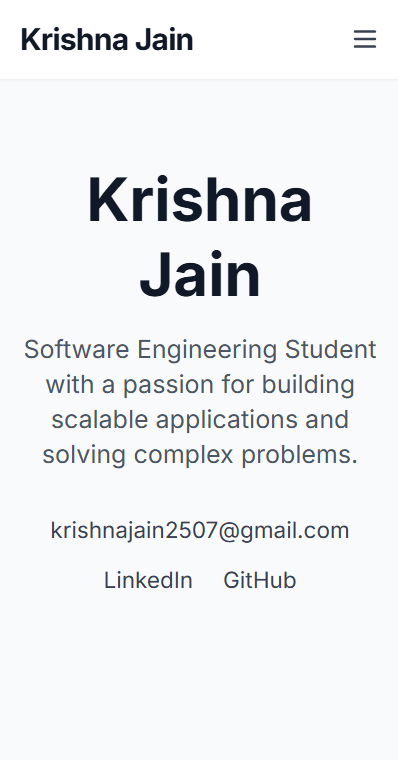 Krishna Jain
Krishna
Jain
Software Engineering Student
with a passion for building
scalable applications and
solving complex problems.
krishnajain2507@gmail.com
LinkedIn GitHub